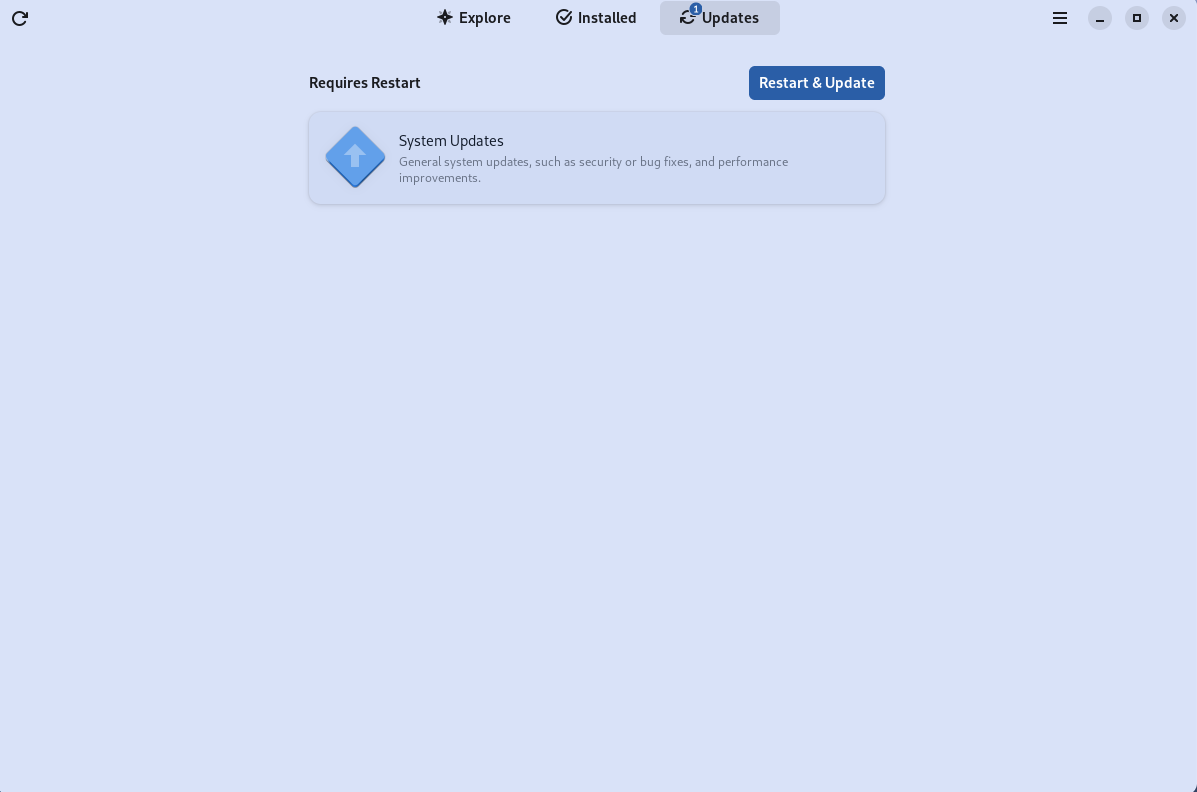 Explore
Installed
1
Updates
Requires Restart
Restart & Update
System Updates
General system updates, such as security or bug fixes, and performance
improvements.